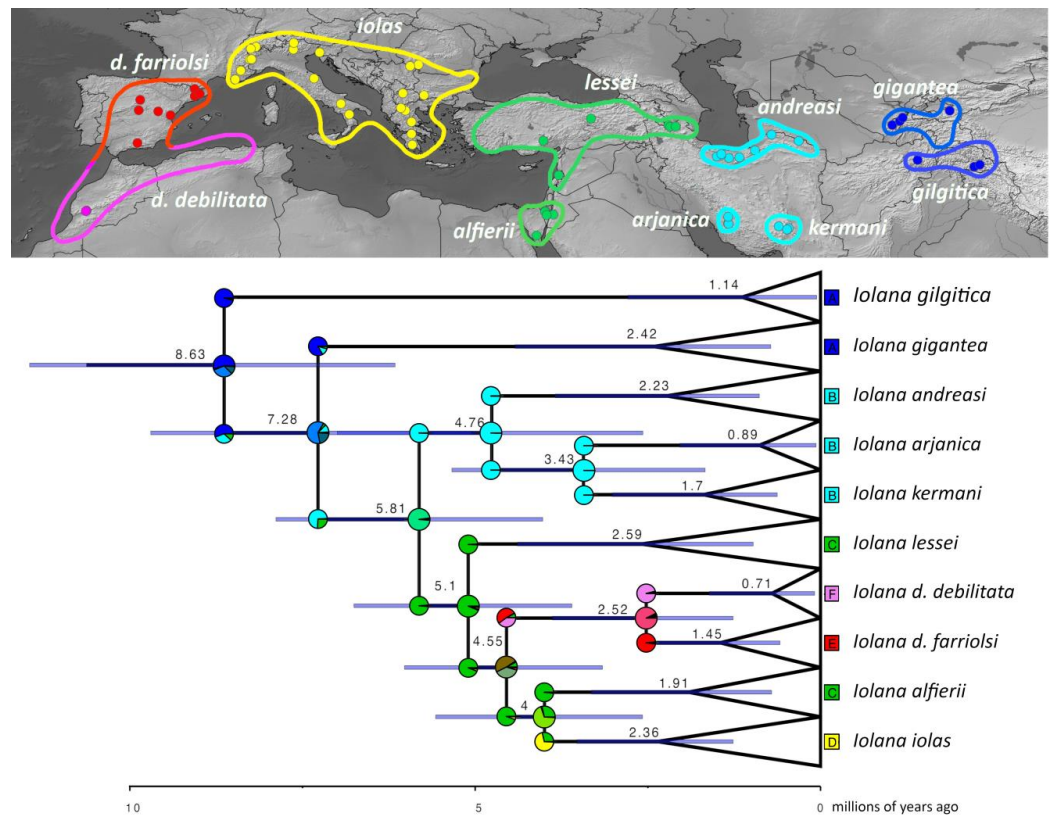 iolas
d. farriolsi
lessei
gigantea
andreasi
d. debilitata
gilgitica
alfierii
arjanica
kermani
1.14
A Iolana gilgitica
8.63
2.42
A Iolana gigantea
2.23
B Iolana andreasi
7.28
4.76
0.89
B Iolana arjanica
3.43
1.7
B Iolana kermani
5.81
2.59
C Iolana lessei
5.1
0.71
F Iolana d. debilitata
2.52
4.55
1.45
E Iolana d. farriolsi
1.91
C Iolana alfierii
4
2.36
D Iolana iolas
10 5 0 millions of years ago